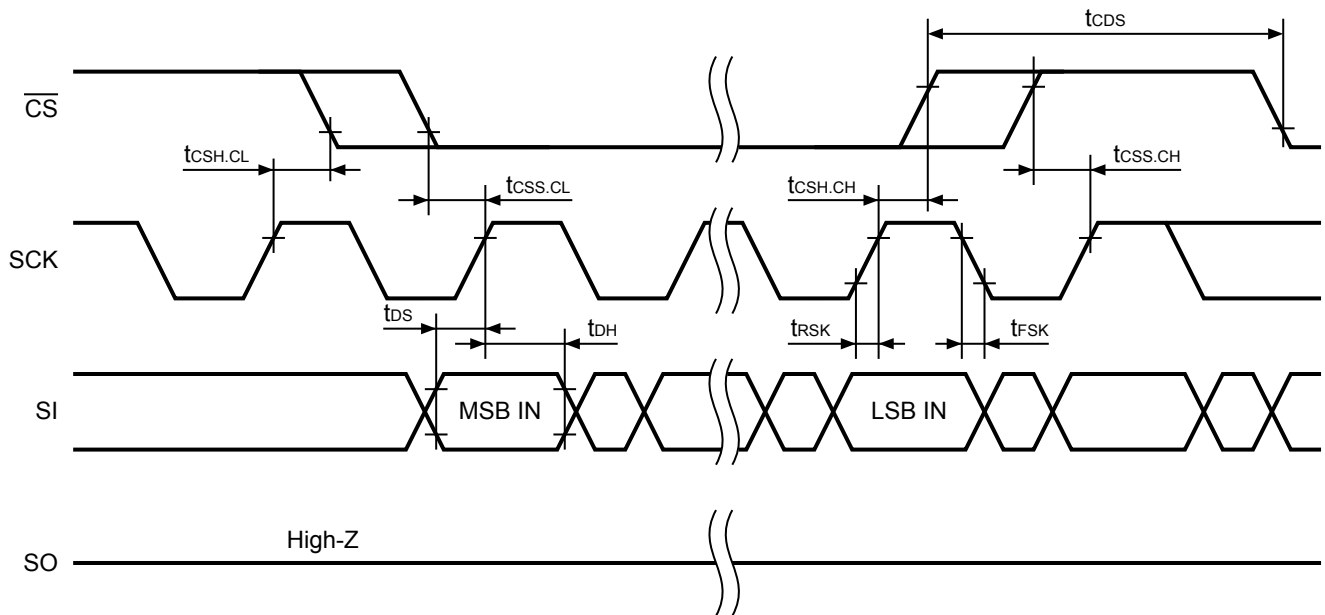 tCDS
CS
tCSH.CL
tCSS.CH
tCSS.CL
tCSH.CH
SCK
tDS
tDH
tRSK
tFSK
SI
MSB IN
LSB IN
High-Z
SO